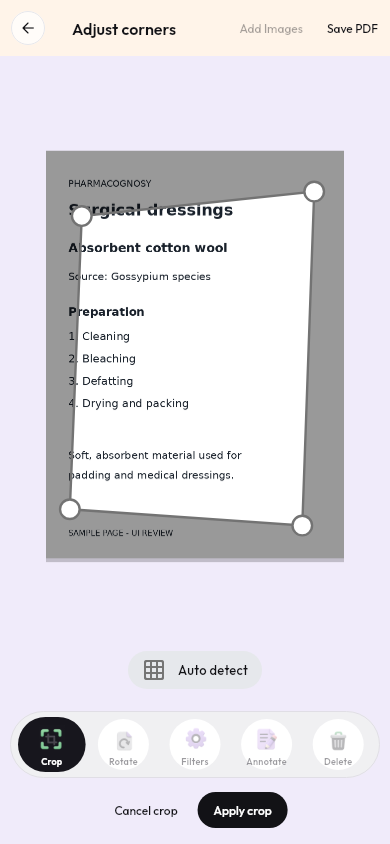 Adjust corners
Add Images
Save PDF
PHARMACOGNOSY
Surgical dressings
Absorbent cotton wool
Source: Gossypium species
Preparation
1. Cleaning
2. Bleaching
3. Defatting
4. Drying and packing
Soft, absorbent material used for
padding and medical dressings.
SAMPLE PAGE - UI REVIEW
Auto detect
Crop
Rotate
Filters
Annotate
Delete
Cancel crop
Apply crop